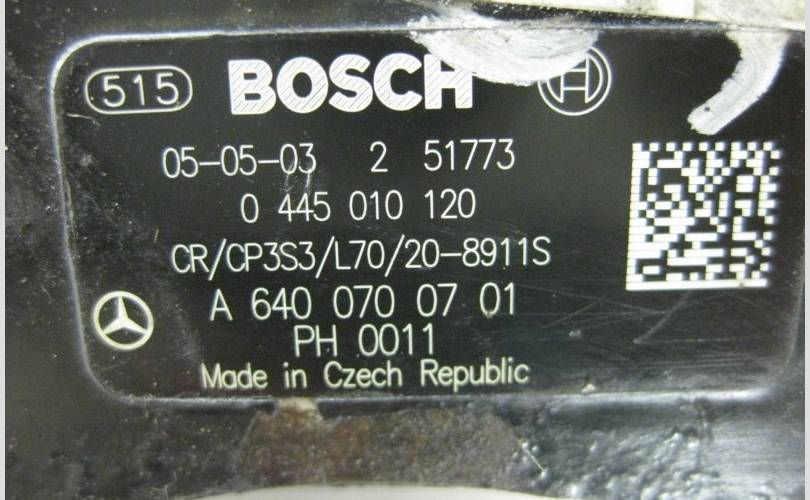 515 BOSCH
05-05-03 2 51773
0 445 010 120
CR/CP3S3/L70/20-8911S
A 640 070 07 01
PH 0011
Made in Czech Republic